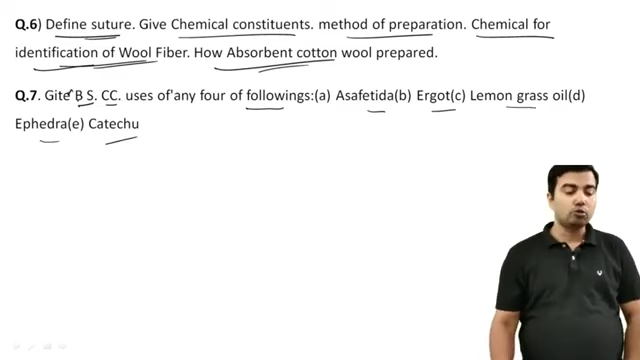 Q.6) Define suture. Give Chemical constituents. method of preparation. Chemical for
identification of Wool Fiber. How Absorbent cotton wool prepared.
Q.7. Gite B S. CC. uses of'any four of followings:(a) Asafetida(b) Ergot(c) Lemon grass oil(d)
Ephedra(e) Catechu